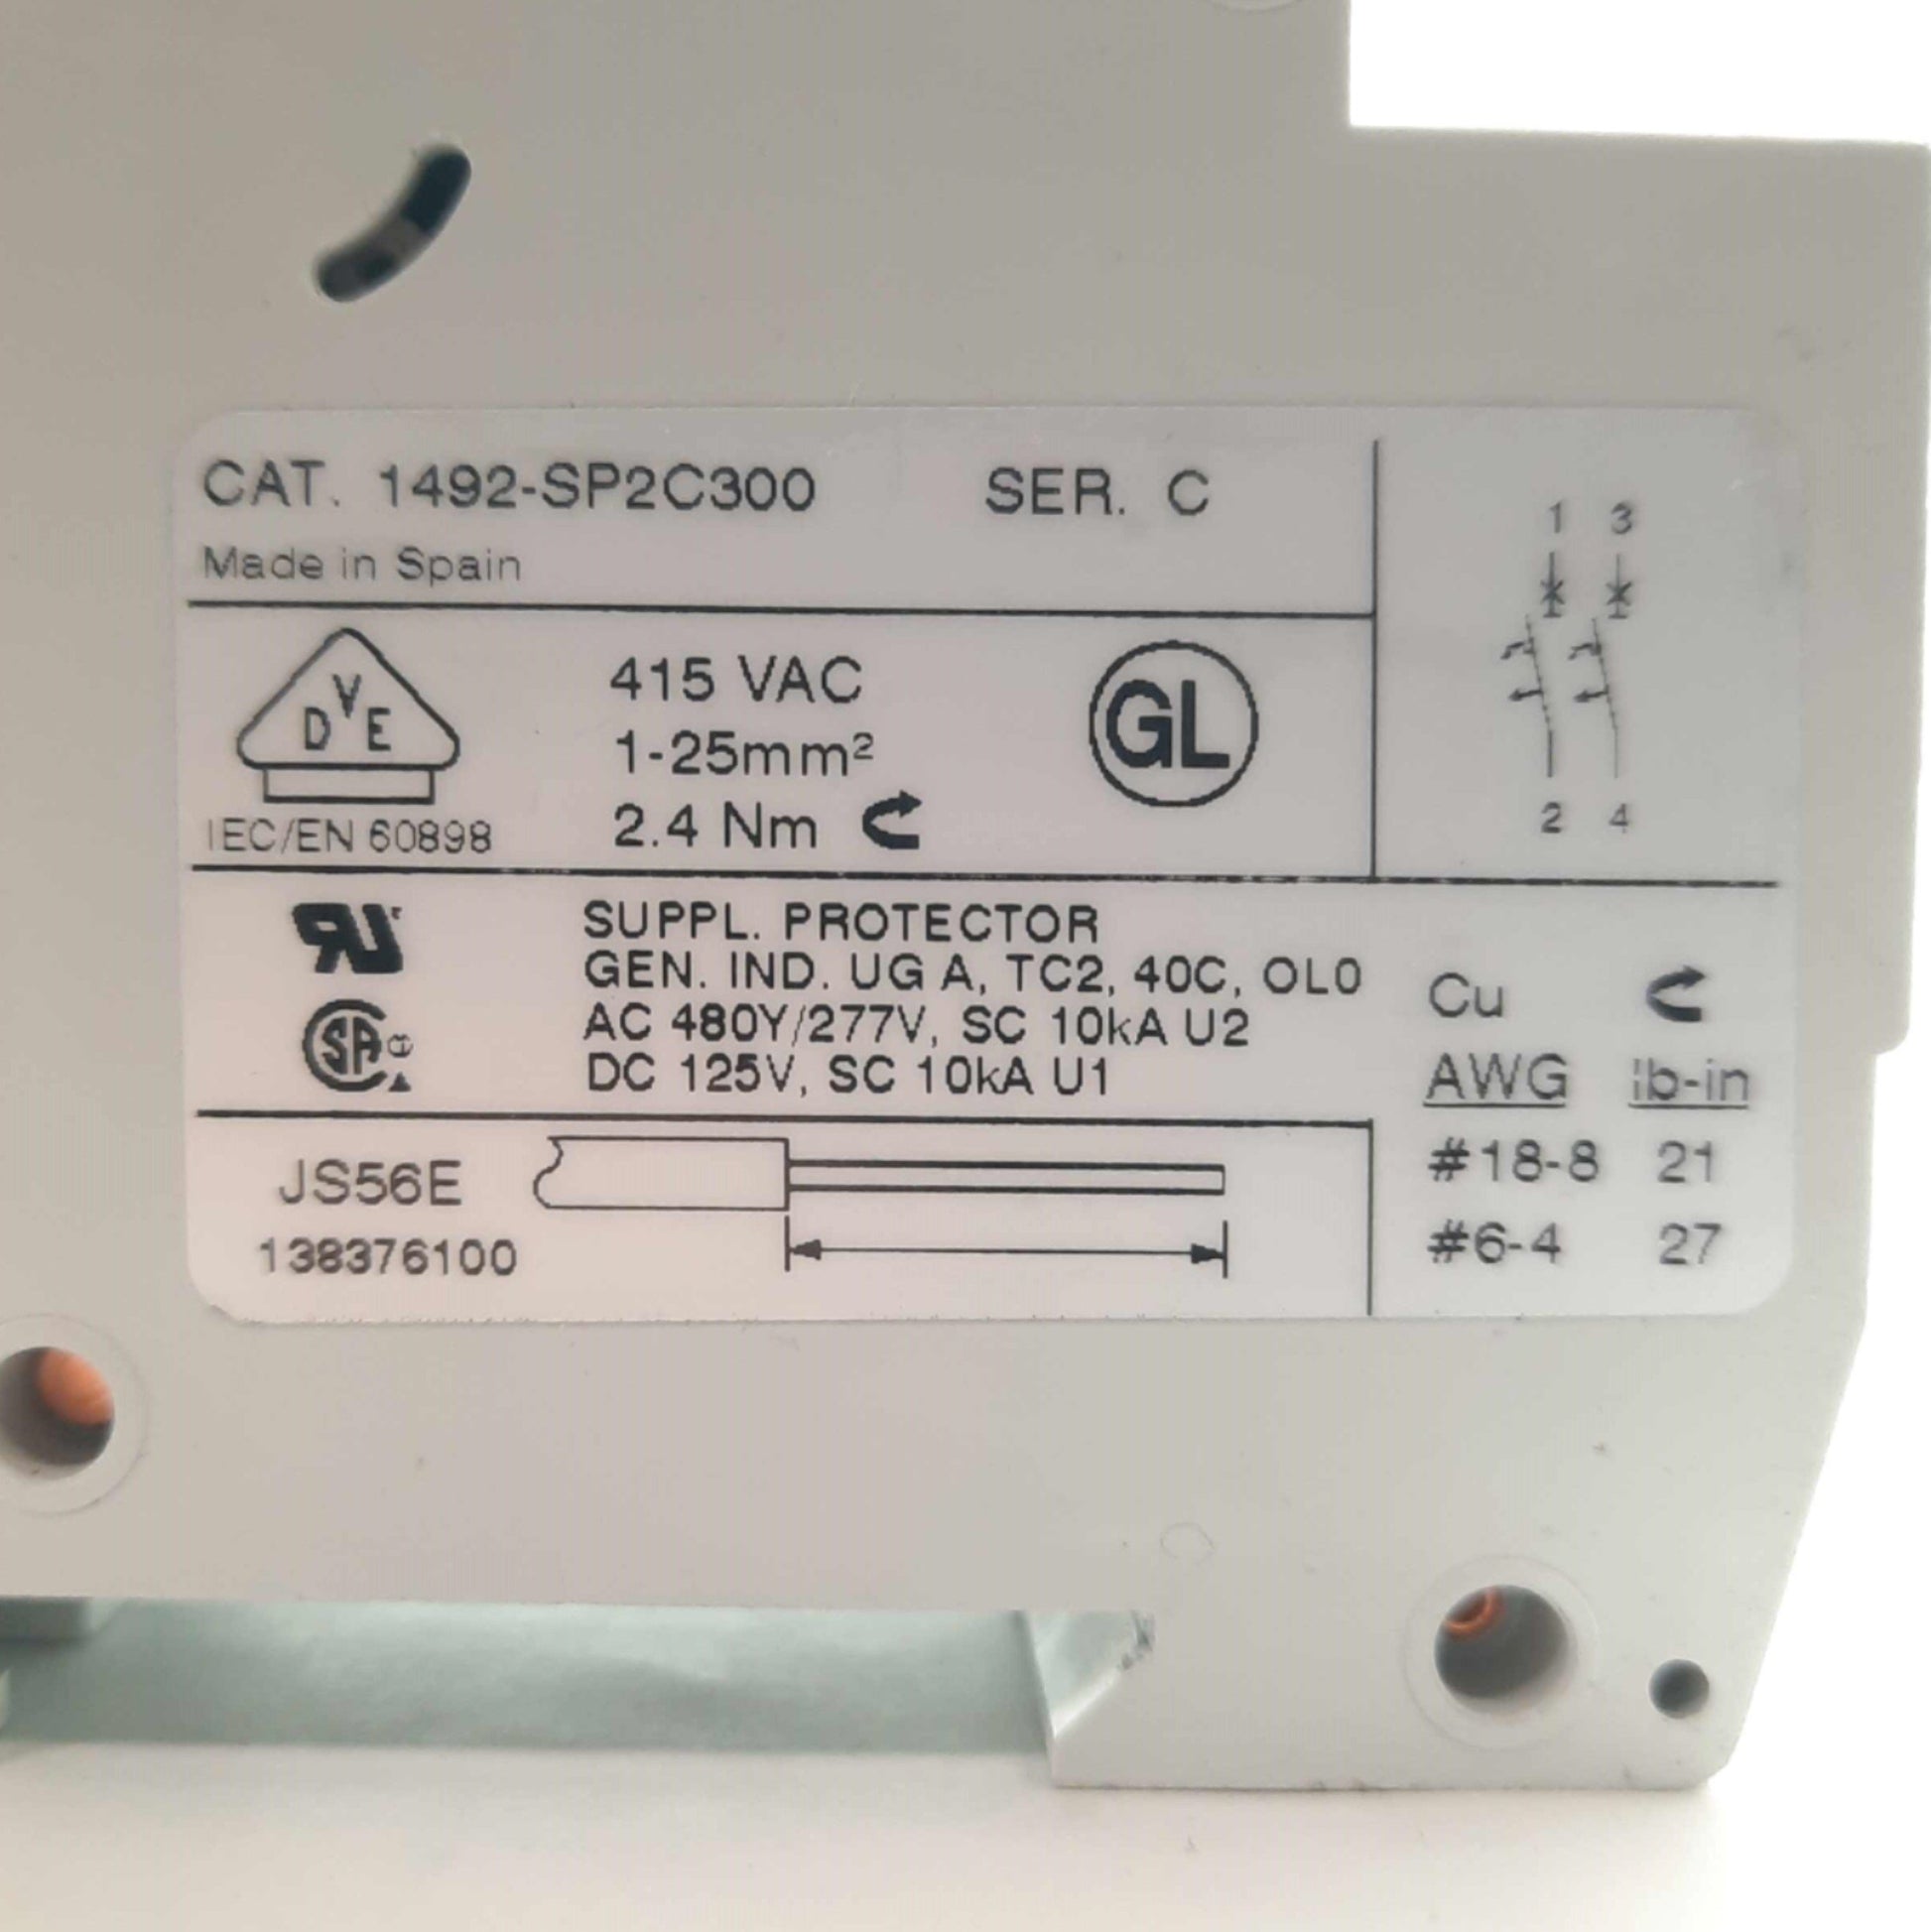 CAT. 1492-SP2C300 SER. C
Made in Spain
1 3
2 4
DVE
IEC/EN 60898
415 VAC
1-25mm²
2.4 Nm
GL
SUPPL. PROTECTOR
GEN. IND. UG A, TC2, 40C, OL0
AC 480Y/277V, SC 10kA U2
DC 125V, SC 10kA U1
SA
Cu
AWG lb-in
#18-8 21
#6-4 27
JS56E
138376100